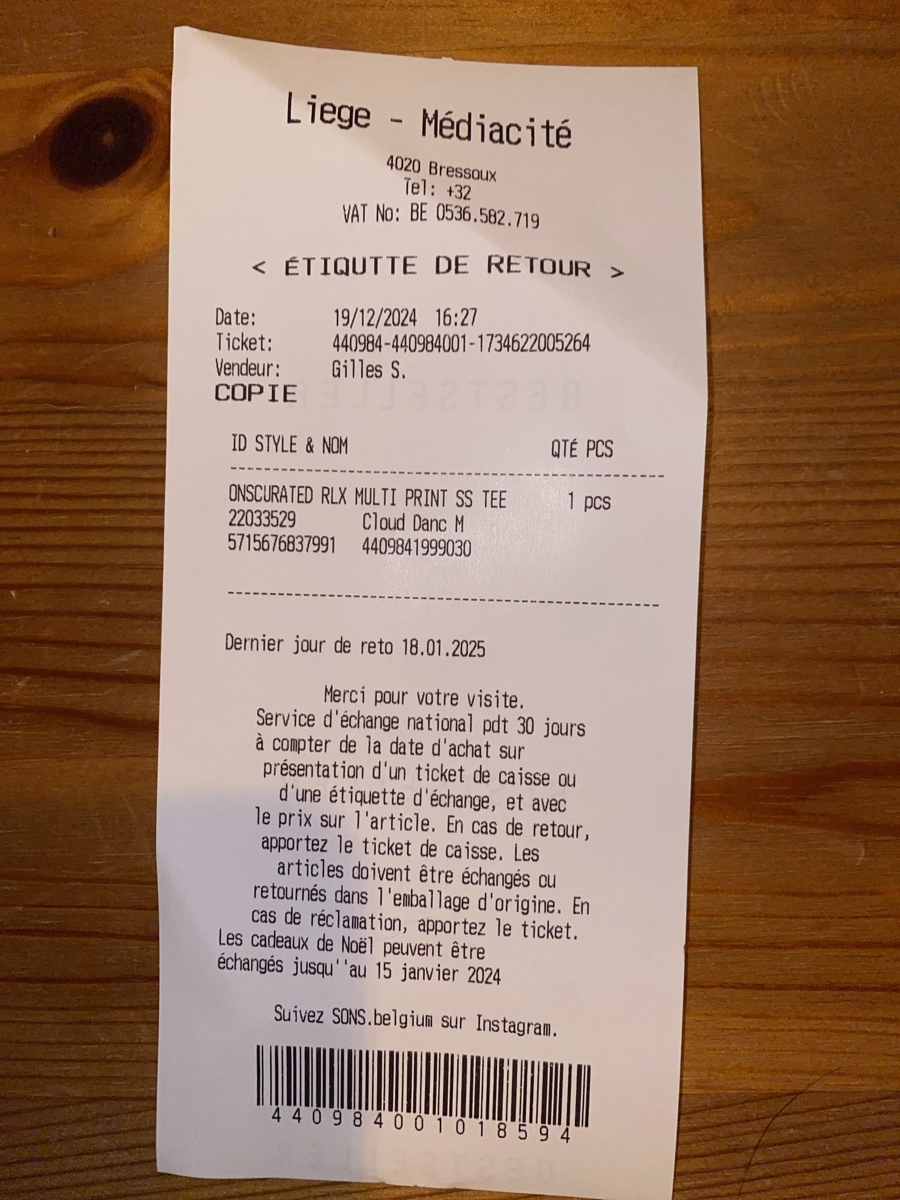 Liege - Médiacité
4020 Bressoux
Tel: +32
VAT No: BE 0536.582.719
< ÉTIQUTTE DE RETOUR >
Date: 19/12/2024 16:27
Ticket: 440984-440984001-1734622005264
Vendeur: Gilles S.
COPIE
ID STYLE & NOM QTÉ PCS
ONSCURATED RLX MULTI PRINT SS TEE 1 pcs
22033529 Cloud Danc M
5715676837991 4409841999030
Dernier jour de reto 18.01.2025
Merci pour votre visite.
Service d'échange national pdt 30 jours
à compter de la date d'achat sur
présentation d'un ticket de caisse ou
d'une étiquette d'échange, et avec
le prix sur l'article. En cas de retour,
apportez le ticket de caisse. Les
articles doivent être échangés ou
retournés dans l'emballage d'origine. En
cas de réclamation, apportez le ticket.
Les cadeaux de Noël peuvent être
échangés jusqu''au 15 janvier 2024
Suivez SONS.belgium sur Instagram.
440984001018594